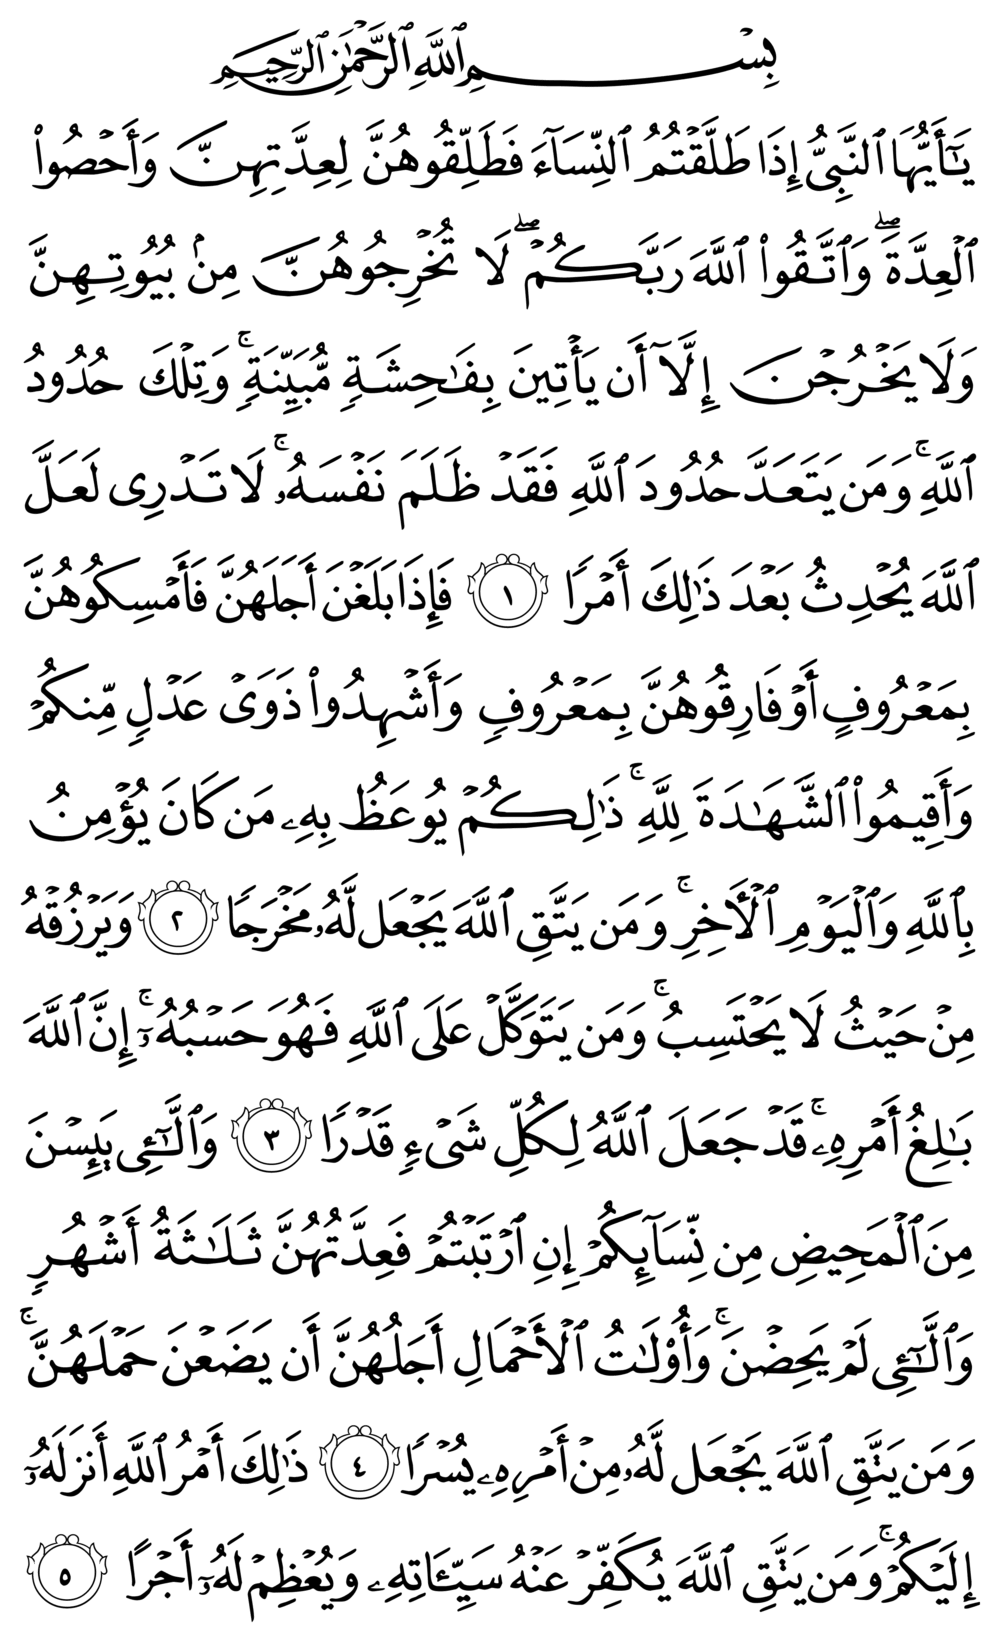 بِسْمِ ٱللَّهِ ٱلرَّحْمَٰنِ ٱلرَّحِيمِ
يَٰٓأَيُّهَا ٱلنَّبِىُّ إِذَا طَلَّقْتُمُ ٱلنِّسَآءَ فَطَلِّقُوهُنَّ لِعِدَّتِهِنَّ وَأَحْصُوا۟
ٱلْعِدَّةَ ۖ وَٱتَّقُوا۟ ٱللَّهَ رَبَّكُمْ ۖ لَا تُخْرِجُوهُنَّ مِنۢ بُيُوتِهِنَّ
وَلَا يَخْرُجْنَ إِلَّآ أَن يَأْتِينَ بِفَٰحِشَةٍ مُّبَيِّنَةٍ ۚ وَتِلْكَ حُدُودُ
ٱللَّهِ ۚ وَمَن يَتَعَدَّ حُدُودَ ٱللَّهِ فَقَدْ ظَلَمَ نَفْسَهُۥ ۚ لَا تَدْرِى لَعَلَّ
ٱللَّهَ يُحْدِثُ بَعْدَ ذَٰلِكَ أَمْرًا ١ فَإِذَا بَلَغْنَ أَجَلَهُنَّ فَأَمْسِكُوهُنَّ
بِمَعْرُوفٍ أَوْ فَارِقُوهُنَّ بِمَعْرُوفٍ وَأَشْهِدُوا۟ ذَوَىْ عَدْلٍ مِّنكُمْ
وَأَقِيمُوا۟ ٱلشَّهَٰدَةَ لِلَّهِ ۚ ذَٰلِكُمْ يُوعَظُ بِهِۦ مَن كَانَ يُؤْمِنُ
بِٱللَّهِ وَٱلْيَوْمِ ٱلْءَاخِرِ ۚ وَمَن يَتَّقِ ٱللَّهَ يَجْعَل لَّهُۥ مَخْرَجًا ٢ وَيَرْزُقْهُ
مِنْ حَيْثُ لَا يَحْتَسِبُ ۚ وَمَن يَتَوَكَّلْ عَلَى ٱللَّهِ فَهُوَ حَسْبُهُۥٓ ۚ إِنَّ ٱللَّهَ
بَٰلِغُ أَمْرِهِۦ ۚ قَدْ جَعَلَ ٱللَّهُ لِكُلِّ شَىْءٍ قَدْرًا ٣ وَٱلَّٰٓـِٔى يَئِسْنَ
مِنَ ٱلْمَحِيضِ مِن نِّسَآئِكُمْ إِنِ ٱرْتَبْتُمْ فَعِدَّتُهُنَّ ثَلَٰثَةُ أَشْهُرٍ
وَٱلَّٰٓـِٔى لَمْ يَحِضْنَ ۚ وَأُو۟لَٰتُ ٱلْأَحْمَالِ أَجَلُهُنَّ أَن يَضَعْنَ حَمْلَهُنَّ ۚ
وَمَن يَتَّقِ ٱللَّهَ يَجْعَل لَّهُۥ مِنْ أَمْرِهِۦ يُسْرًا ٤ ذَٰلِكَ أَمْرُ ٱللَّهِ أَنزَلَهُۥٓ
إِلَيْكُمْ ۚ وَمَن يَتَّقِ ٱللَّهَ يُكَفِّرْ عَنْهُ سَيِّـَٔاتِهِۦ وَيُعْظِمْ لَهُۥٓ أَجْرًا ٥